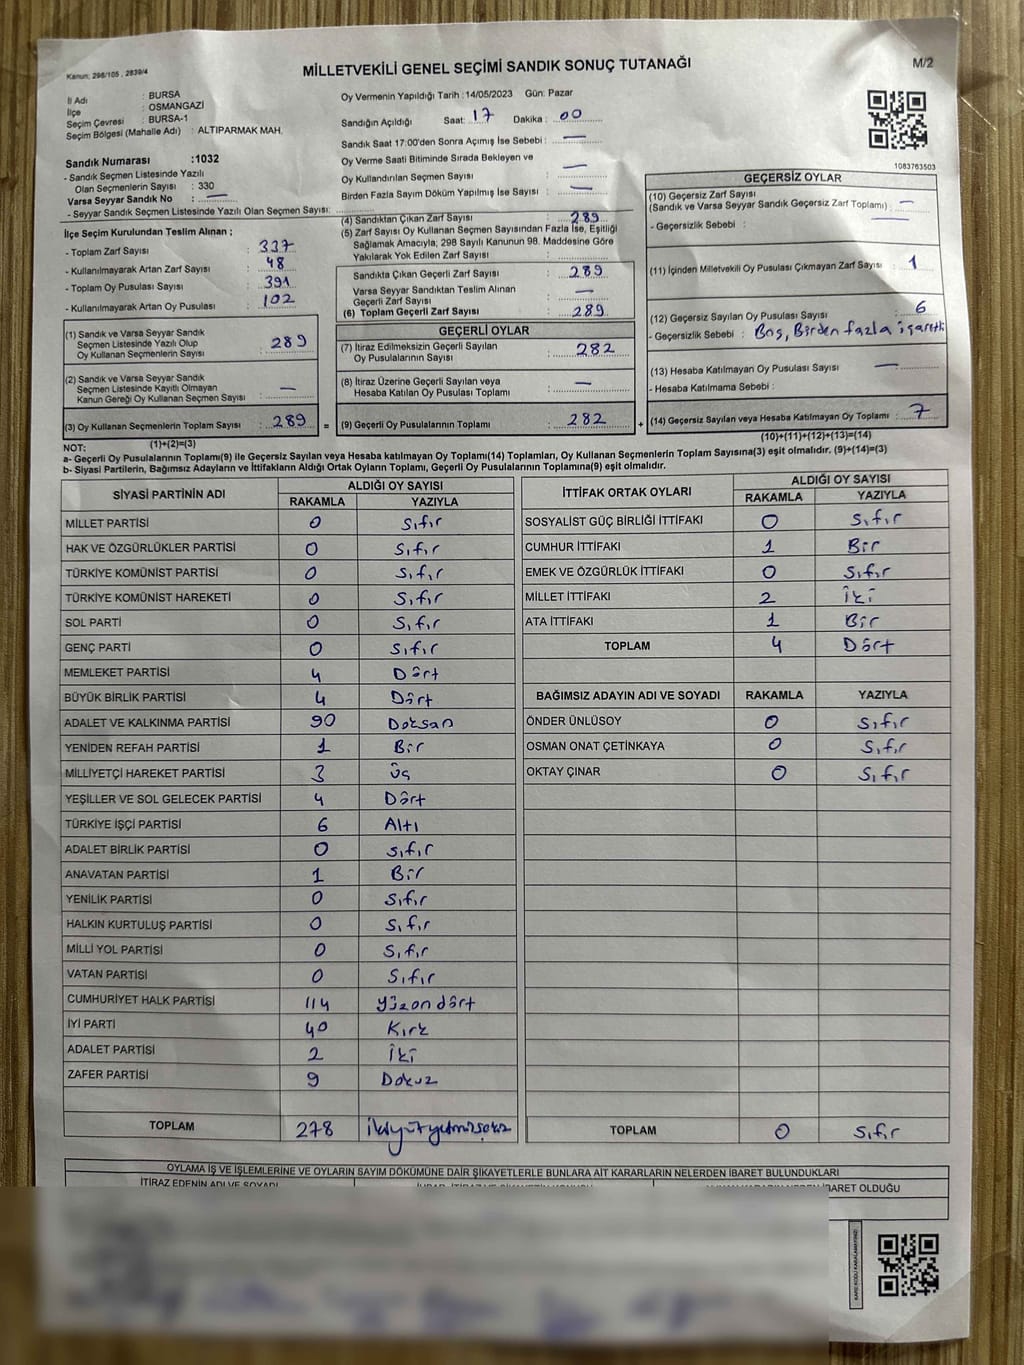 Kanun; 298/105 , 2839/4
MİLLETVEKİLİ GENEL SEÇİMİ SANDIK SONUÇ TUTANAĞI
M/2
İl Adı : BURSA
İlçe : OSMANGAZİ
Seçim Çevresi : BURSA-1
Seçim Bölgesi (Mahalle Adı) : ALTIPARMAK MAH.
Sandık Numarası :1032
- Sandık Seçmen Listesinde Yazılı
Olan Seçmenlerin Sayısı : 330
Varsa Seyyar Sandık No : —
- Seyyar Sandık Seçmen Listesinde Yazılı Olan Seçmen Sayısı:
İlçe Seçim Kurulundan Teslim Alınan ;
- Toplam Zarf Sayısı : 337
- Kullanılmayarak Artan Zarf Sayısı : 48
- Toplam Oy Pusulası Sayısı : 391
- Kullanılmayarak Artan Oy Pusulası : 102
(1) Sandık ve Varsa Seyyar Sandık
Seçmen Listesinde Yazılı Olup
Oy Kullanan Seçmenlerin Sayısı : 289
(2) Sandık ve Varsa Seyyar Sandık
Seçmen Listesinde Kayıtlı Olmayan
Kanun Gereği Oy Kullanan Seçmen Sayısı : —
(3) Oy Kullanan Seçmenlerin Toplam Sayısı : 289
(1)+(2)=(3)
Oy Vermenin Yapıldığı Tarih :14/05/2023 Gün: Pazar
Sandığın Açıldığı Saat: 17 Dakika : 00
Sandık Saat 17:00'den Sonra Açımış İse Sebebi : —
Oy Verme Saati Bitiminde Sırada Bekleyen ve
Oy Kullandırılan Seçmen Sayısı : —
Birden Fazla Sayım Döküm Yapılmış İse Sayısı : —
(4) Sandıktan Çıkan Zarf Sayısı : 289
(5) Zarf Sayısı Oy Kullanan Seçmen Sayısından Fazla İse, Eşitliği
Sağlamak Amacıyla; 298 Sayılı Kanunun 98. Maddesine Göre
Yakılarak Yok Edilen Zarf Sayısı :
Sandıkta Çıkan Geçerli Zarf Sayısı : 289
Varsa Seyyar Sandıktan Teslim Alınan
Geçerli Zarf Sayısı : —
(6) Toplam Geçerli Zarf Sayısı : 289
GEÇERLİ OYLAR
(7) İtiraz Edilmeksizin Geçerli Sayılan
Oy Pusulalarının Sayısı : 282
(8) İtiraz Üzerine Geçerli Sayılan veya
Hesaba Katılan Oy Pusulası Toplamı : —
= (9) Geçerli Oy Pusulalarının Toplamı : 282 +
1083763503
GEÇERSİZ OYLAR
(10) Geçersiz Zarf Sayısı
(Sandık ve Varsa Seyyar Sandık Geçersiz Zarf Toplamı) : —
- Geçersizlik Sebebi : —
(11) İçinden Milletvekili Oy Pusulası Çıkmayan Zarf Sayısı : 1
(12) Geçersiz Sayılan Oy Pusulası Sayısı : 6
- Geçersizlik Sebebi : Boş, Birden fazla işaretli
(13) Hesaba Katılmayan Oy Pusulası Sayısı : —
- Hesaba Katılmama Sebebi :
(14) Geçersiz Sayılan veya Hesaba Katılmayan Oy Toplamı : 7
(10)+(11)+(12)+(13)=(14)
NOT:
a- Geçerli Oy Pusulalarının Toplamı(9) ile Geçersiz Sayılan veya Hesaba katılmayan Oy Toplamı(14) Toplamları, Oy Kullanan Seçmenlerin Toplam Sayısına(3) eşit olmalıdır. (9)+(14)=(3)
b- Siyasi Partilerin, Bağımsız Adayların ve İttifakların Aldığı Ortak Oyların Toplamı, Geçerli Oy Pusulalarının Toplamına(9) eşit olmalıdır.
SİYASİ PARTİNİN ADI ALDIĞI OY SAYISI
RAKAMLA YAZIYLA
MİLLET PARTİSİ 0 Sıfır
HAK VE ÖZGÜRLÜKLER PARTİSİ 0 Sıfır
TÜRKİYE KOMÜNİST PARTİSİ 0 Sıfır
TÜRKİYE KOMÜNİST HAREKETİ 0 Sıfır
SOL PARTİ 0 Sıfır
GENÇ PARTİ 0 Sıfır
MEMLEKET PARTİSİ 4 Dört
BÜYÜK BİRLİK PARTİSİ 4 Dört
ADALET VE KALKINMA PARTİSİ 90 Doksan
YENİDEN REFAH PARTİSİ 1 Bir
MİLLİYETÇİ HAREKET PARTİSİ 3 Üç
YEŞİLLER VE SOL GELECEK PARTİSİ 4 Dört
TÜRKİYE İŞÇİ PARTİSİ 6 Altı
ADALET BİRLİK PARTİSİ 0 Sıfır
ANAVATAN PARTİSİ 1 Bir
YENİLİK PARTİSİ 0 Sıfır
HALKIN KURTULUŞ PARTİSİ 0 Sıfır
MİLLİ YOL PARTİSİ 0 Sıfır
VATAN PARTİSİ 0 Sıfır
CUMHURİYET HALK PARTİSİ 114 Yüzondört
İYİ PARTİ 40 Kırk
ADALET PARTİSİ 2 İki
ZAFER PARTİSİ 9 Dokuz
TOPLAM 278 ikiyüzyetmişsekiz
İTTİFAK ORTAK OYLARI ALDIĞI OY SAYISI
RAKAMLA YAZIYLA
SOSYALİST GÜÇ BİRLİĞİ İTTİFAKI 0 Sıfır
CUMHUR İTTİFAKI 1 Bir
EMEK VE ÖZGÜRLÜK İTTİFAKI 0 Sıfır
MİLLET İTTİFAKI 2 İki
ATA İTTİFAKI 1 Bir
TOPLAM 4 Dört
BAĞIMSIZ ADAYIN ADI VE SOYADI RAKAMLA YAZIYLA
ÖNDER ÜNLÜSOY 0 Sıfır
OSMAN ONAT ÇETİNKAYA 0 Sıfır
OKTAY ÇINAR 0 Sıfır
TOPLAM 0 Sıfır
OYLAMA İŞ VE İŞLEMLERİNE VE OYLARIN SAYIM DÖKÜMÜNE DAİR ŞİKAYETLERLE BUNLARA AİT KARARLARIN NELERDEN İBARET BULUNDUKLARI
İTİRAZ EDENİN ADI VE SOYADI
İBARET OLDUĞU